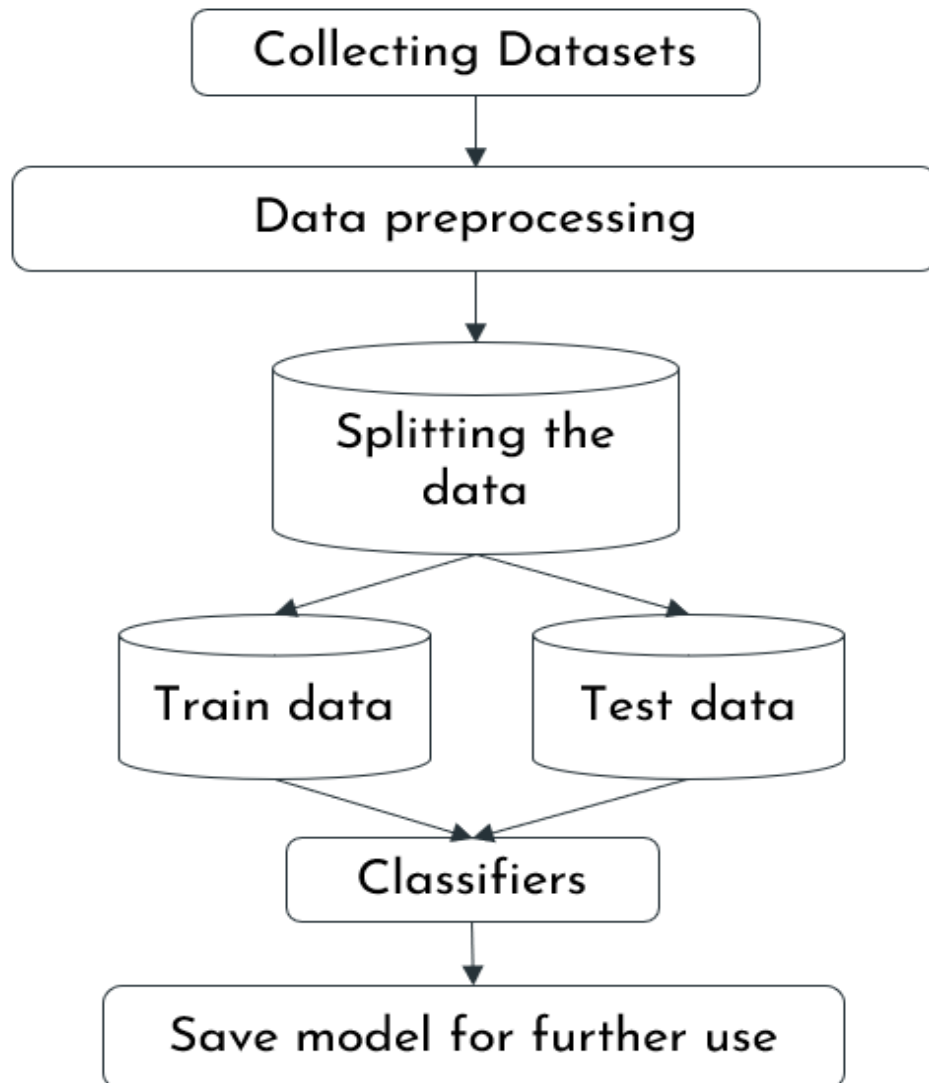 Collecting Datasets
Data preprocessing
Splitting the
data
Train data
Test data
Classifiers
Save model for further use